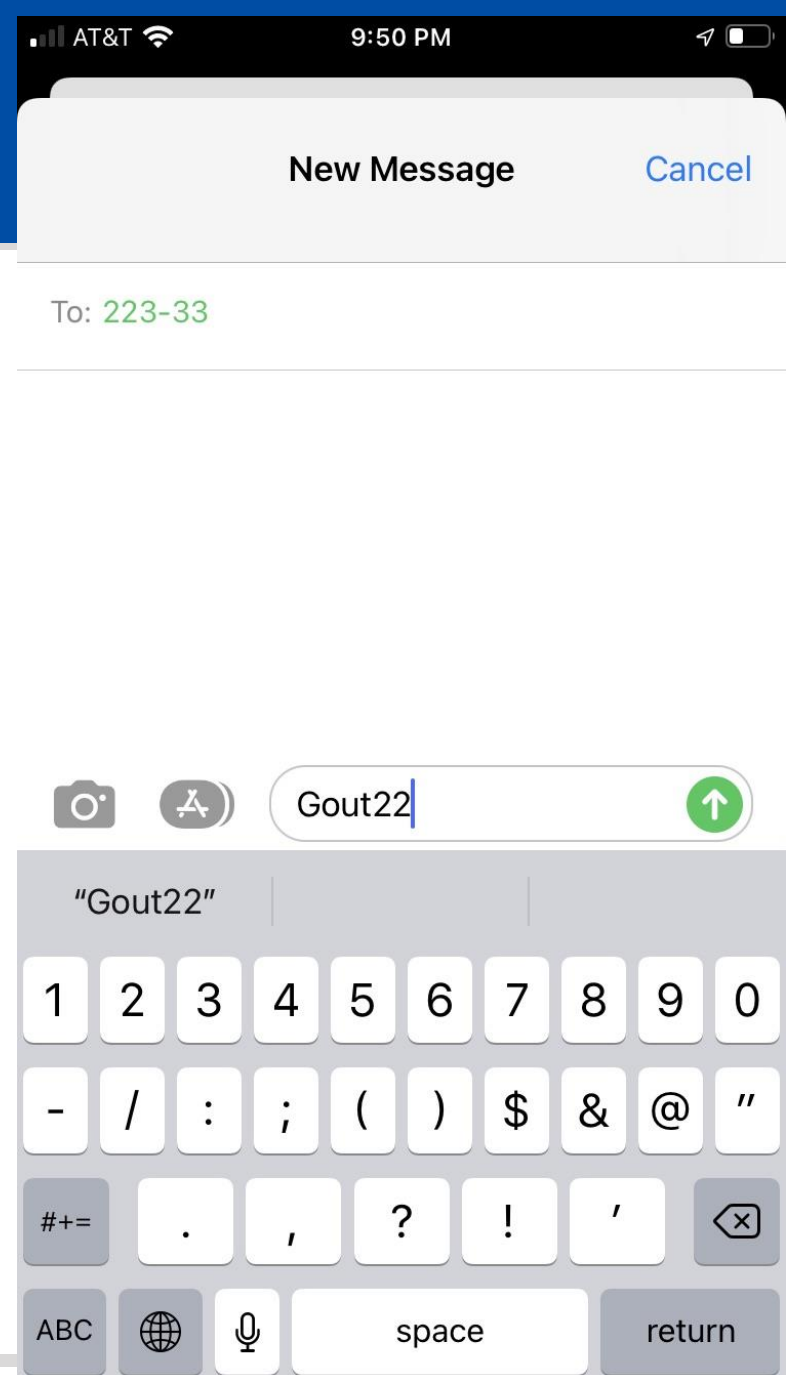 AT&T 9:50 PM
New Message Cancel
To: 223-33
Gout22
“Gout22”
1 2 3 4 5 6 7 8 9 0
- / : ; ( ) $ & @ "
#+= . , ? ! '
ABC space return